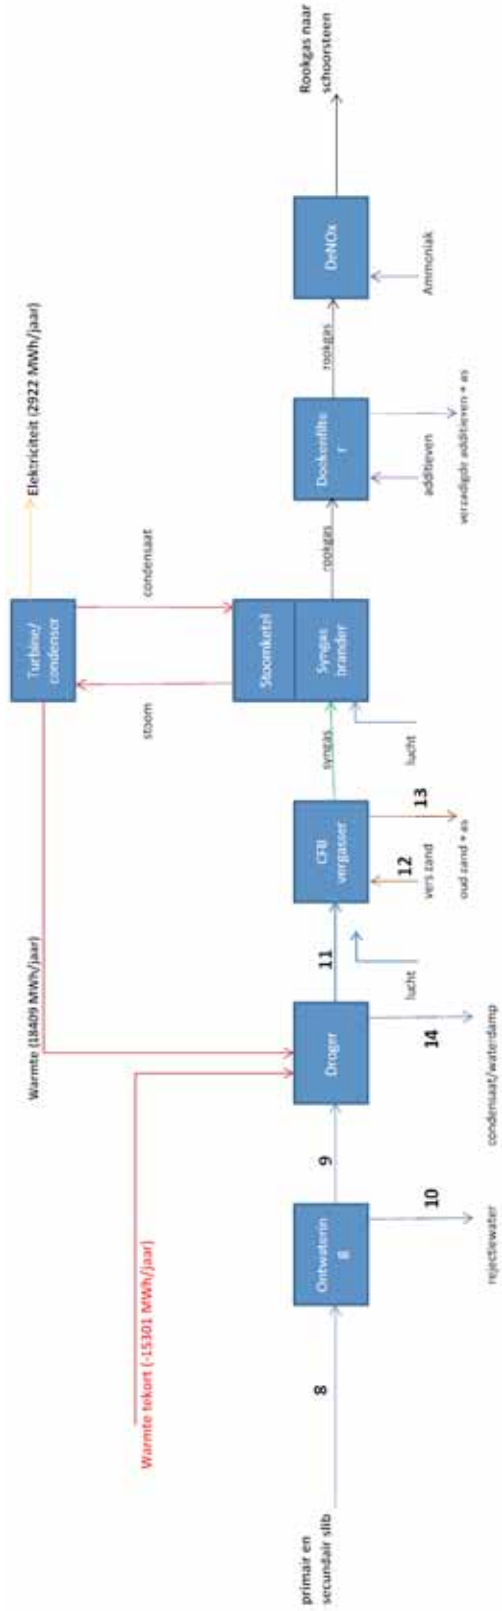 primair en
secundair slib
8
Ontwaterin
g
10
rejectiewater
9
Warmte tekort (-15301 MWh/jaar)
Warmte (18409 MWh/jaar)
Droger
14
condensaat/waterdamp
11
lucht
CFB
vergasser
12
vers zand
13
oud zand + as
syngas
lucht
Stoomketel
Syngas
brander
stoom
condensaat
Turbine/
condensor
Elektriciteit (2922 MWh/jaar)
rookgas
Doekenfilte
r
additieven
verzadigde additieven + as
rookgas
DeNOx
Ammoniak
Rookgas naar
schoorsteen